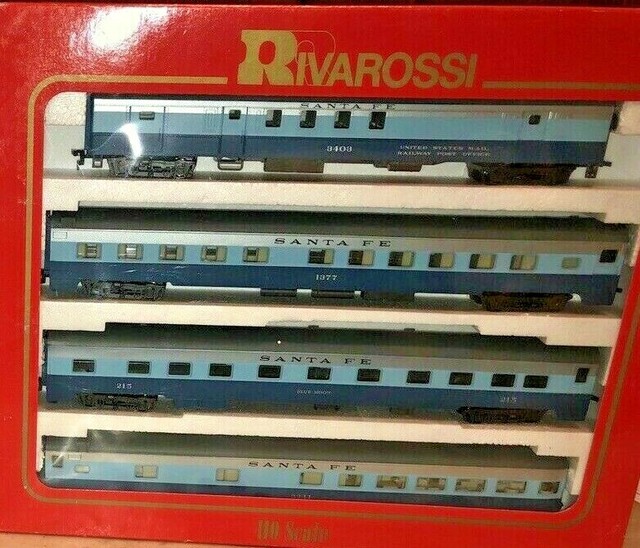 RIVAROSSI
SANTA FE
3403
UNITED STATES MAIL
RAILWAY POST OFFICE
SANTA FE
1377
SANTA FE
215
BLUE MOON
215
SANTA FE
HO Scale